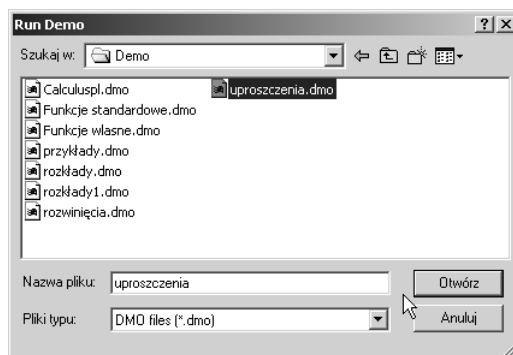 Run Demo
Szukaj w: Demo
Calculuspl.dmo
Funkcje standardowe.dmo
Funkcje wlasne.dmo
przykłady.dmo
rozkłady.dmo
rozkłady1.dmo
rozwinięcia.dmo
uproszczenia.dmo
Nazwa pliku: uproszczenia Otwórz
Pliki typu: DMO files (*.dmo) Anuluj